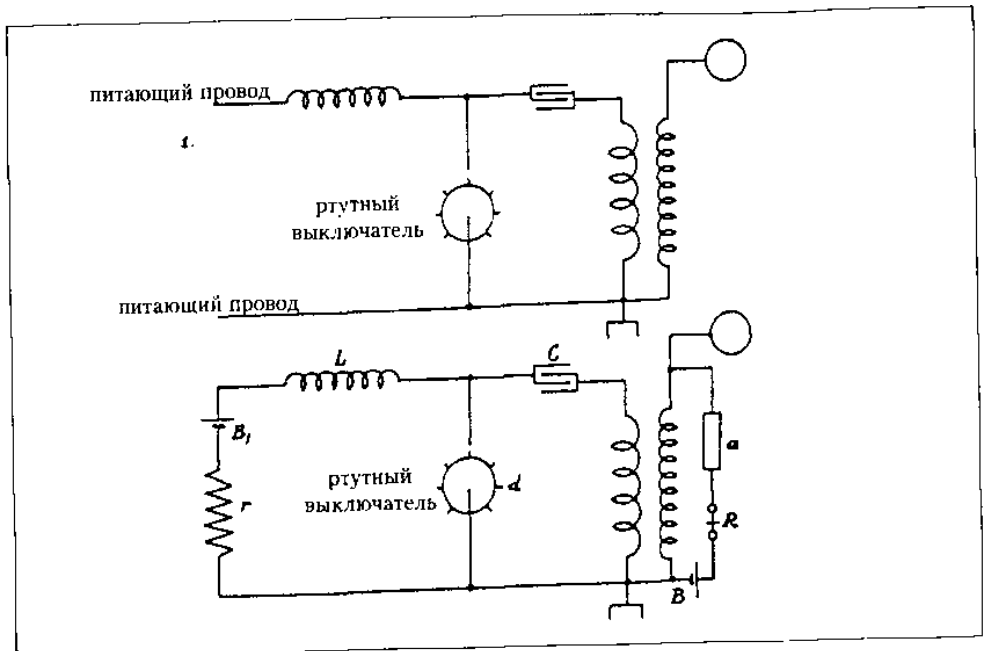 питающий провод
1.
ртутный
выключатель
питающий провод
L
C
B₁
r
ртутный
выключатель
d
a
R
B